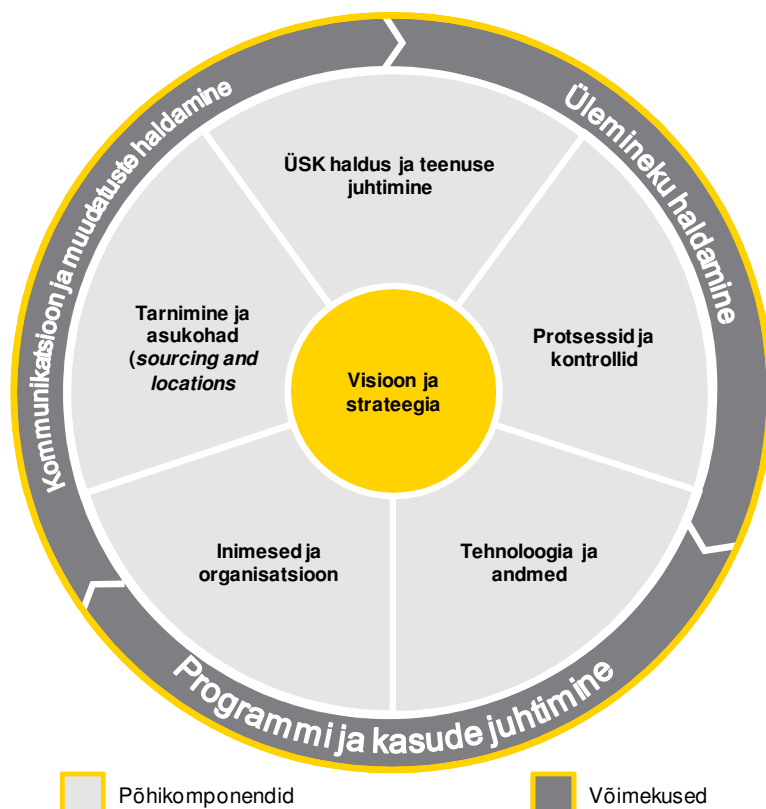 Kommunikatsioon ja muudatuste haldamine
Ülemineku haldamine
ÜSK haldus ja teenuse
juhtimine
Tarnimine ja
asukohad
(sourcing and
locations
Protsessid ja
kontrollid
Visioon ja
strateegia
Inimesed ja
organisatsioon
Tehnoloogia ja
andmed
Programmi ja kasude juhtimine
Põhikomponendid
Võimekused